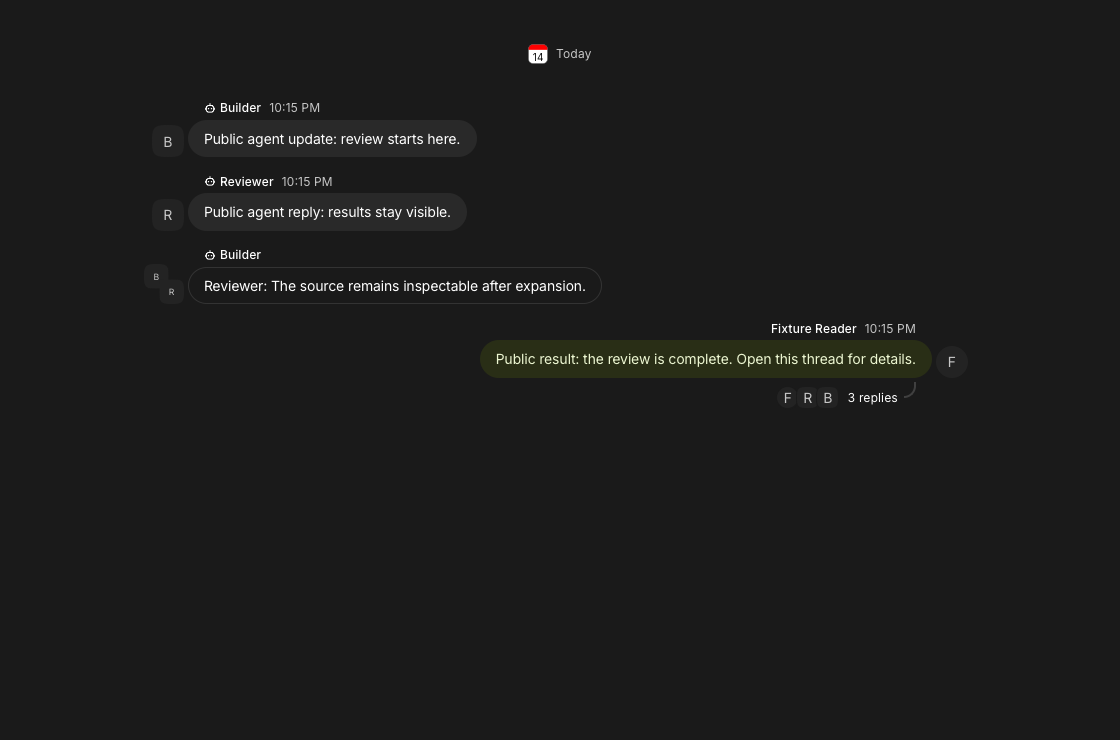 14 Today
Builder 10:15 PM
B Public agent update: review starts here.
Reviewer 10:15 PM
R Public agent reply: results stay visible.
Builder
B R Reviewer: The source remains inspectable after expansion.
Fixture Reader 10:15 PM
Public result: the review is complete. Open this thread for details. F
F R B 3 replies